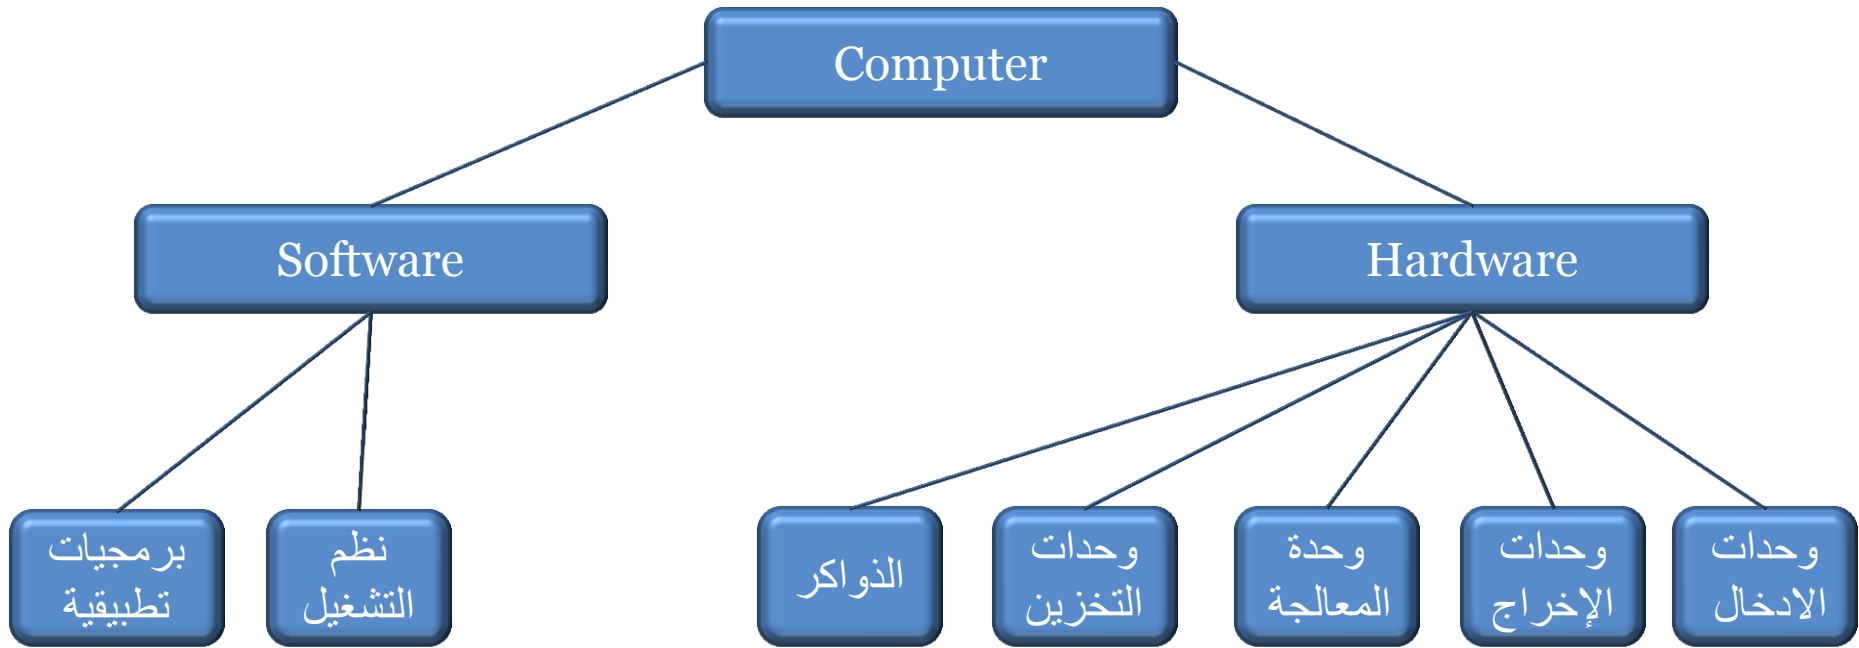 Computer
Software
Hardware
برمجيات
تطبيقية
نظم
التشغيل
الذواكر
وحدات
التخزين
وحدة
المعالجة
وحدات
الإخراج
وحدات
الادخال